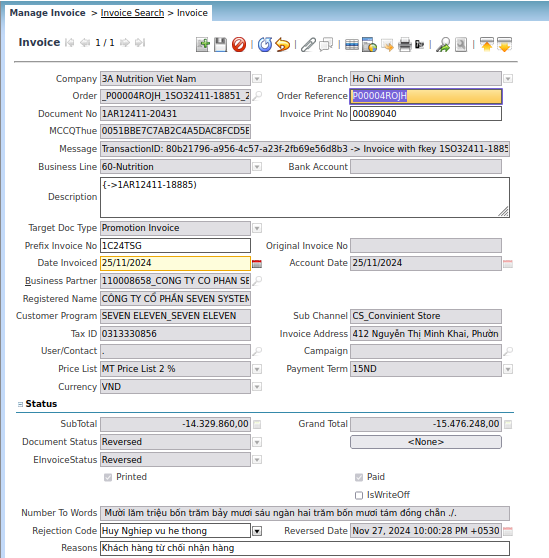 Manage Invoice > Invoice Search > Invoice
Invoice 1 / 1
Company 3A Nutrition Viet Nam Branch Ho Chi Minh
Order _P00004ROJH_1SO32411-18851_2 Order Reference P00004ROJH
Document No 1AR12411-20431 Invoice Print No 00089040
MCCQThue 0051BBE7C7AB2C4A5DAC8FCD5E
Message TransactionID: 80b21796-a956-4c57-a23f-2fb69e56d8b3 -> Invoice with fkey 1SO32411-1885
Business Line 60-Nutrition Bank Account
Description {->1AR12411-18885)
Target Doc Type Promotion Invoice
Prefix Invoice No 1C24TSG Original Invoice No
Date Invoiced 25/11/2024 Account Date 25/11/2024
Business Partner 110008658_CONG TY CO PHAN SE
Registered Name CÔNG TY CỔ PHẦN SEVEN SYSTEM
Customer Program SEVEN ELEVEN_SEVEN ELEVEN Sub Channel CS_Convinient Store
Tax ID 0313330856 Invoice Address 412 Nguyễn Thị Minh Khai, Phườn
User/Contact . Campaign
Price List MT Price List 2 % Payment Term 15ND
Currency VND
Status
SubTotal -14.329.860,00 Grand Total -15.476.248,00
Document Status Reversed <None>
EInvoiceStatus Reversed
Printed Paid
IsWriteOff
Number To Words Mười lăm triệu bốn trăm bảy mươi sáu ngàn hai trăm bốn mươi tám đồng chẵn ./.
Rejection Code Huy Nghiep vu he thong Reversed Date Nov 27, 2024 10:00:28 PM +0530
Reasons Khách hàng từ chối nhận hàng